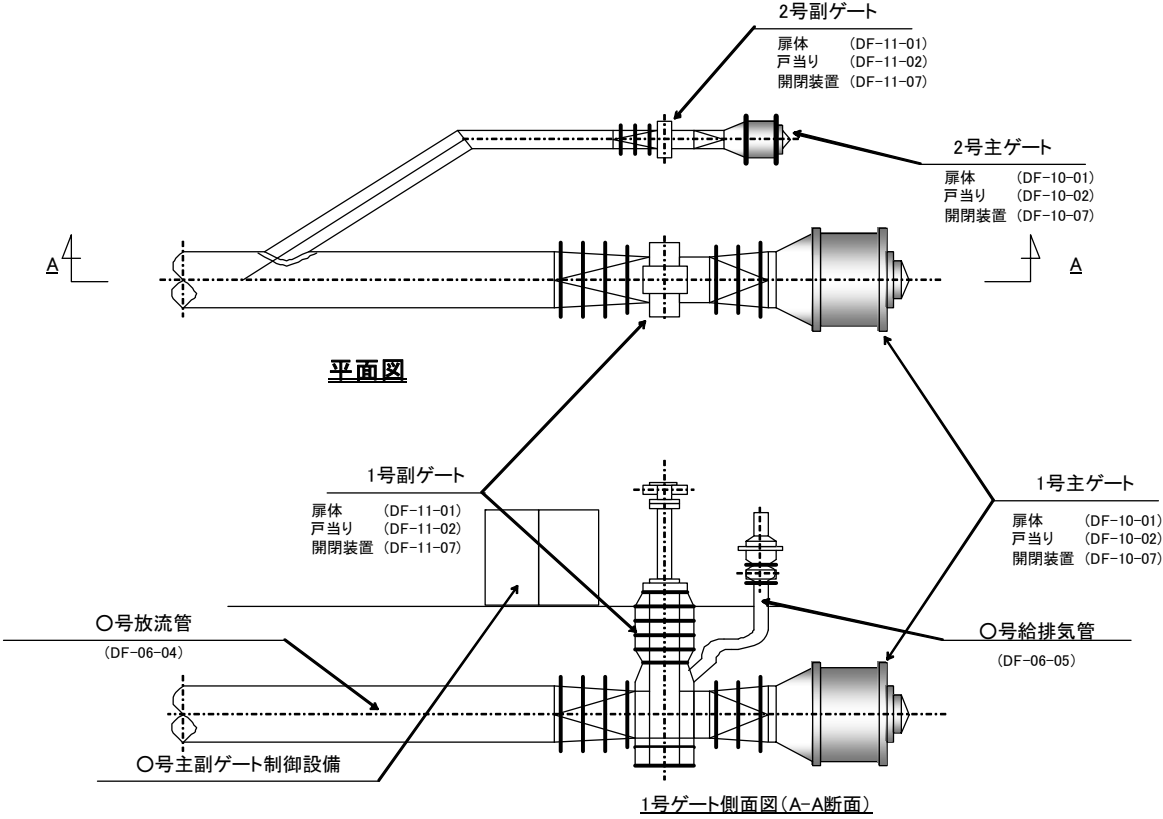 2号副ゲート
扉体 (DF-11-01)
戸当り (DF-11-02)
開閉装置 (DF-11-07)
2号主ゲート
扉体 (DF-10-01)
戸当り (DF-10-02)
開閉装置 (DF-10-07)
A
A
平面図
1号副ゲート
扉体 (DF-11-01)
戸当り (DF-11-02)
開閉装置 (DF-11-07)
1号主ゲート
扉体 (DF-10-01)
戸当り (DF-10-02)
開閉装置 (DF-10-07)
〇号放流管
(DF-06-04)
〇号給排気管
(DF-06-05)
〇号主副ゲート制御設備
1号ゲート側面図(A-A断面)